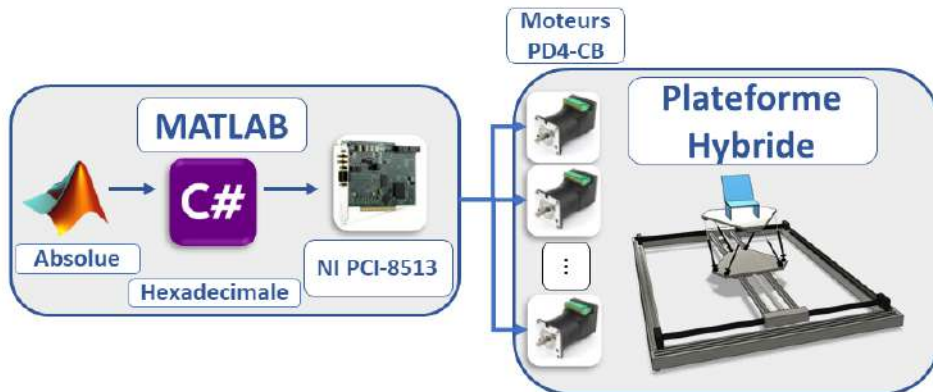 Moteurs
PD4-CB
MATLAB
C#
Absolue
Hexadecimale
NI PCI-8513
Plateforme
Hybride
⋮